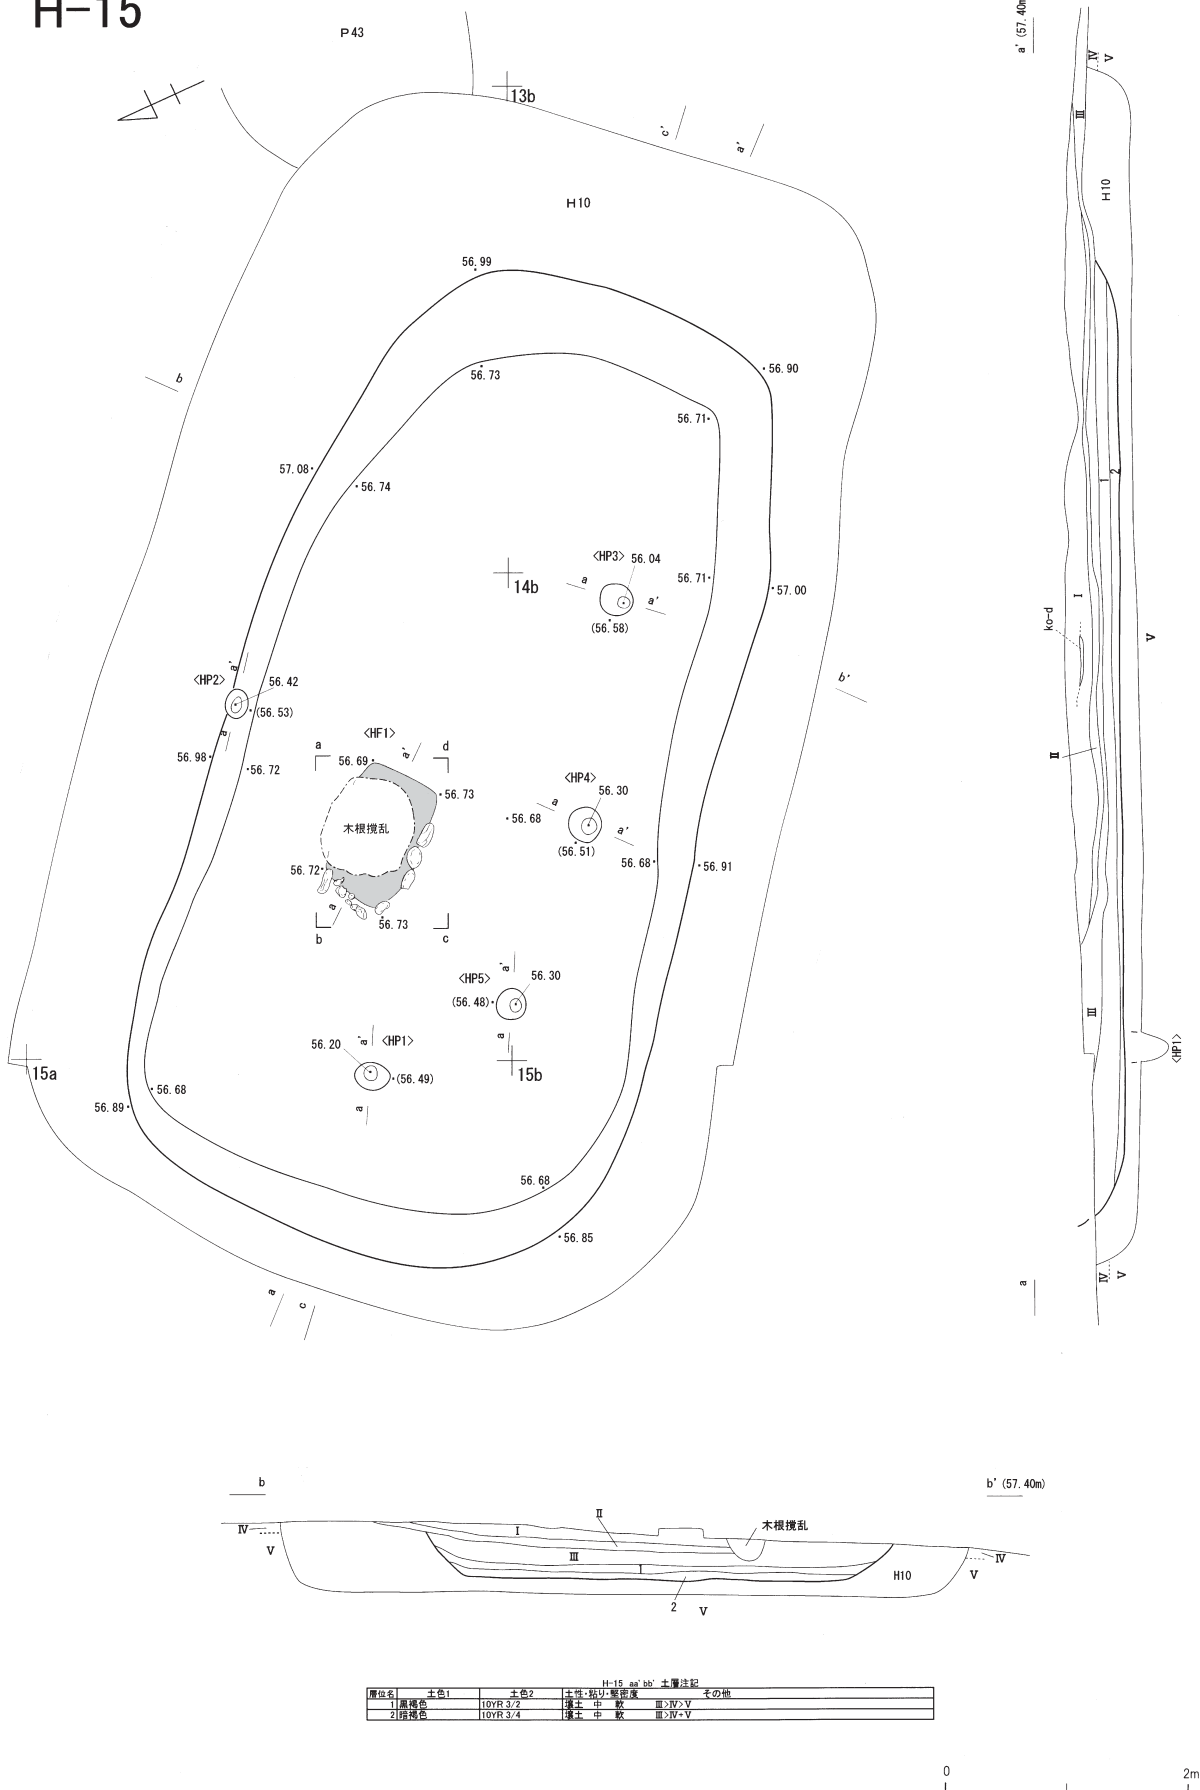 H-15
P43
13b
c'
a'
H10
56.99
56.73
56.90
56.71
b
57.08
56.74
14b
<HP3>
56.04
a
a'
(56.58)
56.71
57.00
b'
<HP2>
a'
56.42
(56.53)
a
56.98
56.72
<HF1>
a
a'
d
56.69
56.73
木根撹乱
56.72
a
56.73
b
c
<HP4>
56.30
a
56.68
a'
(56.51)
56.68
56.91
<HP5>
a'
56.30
(56.48)
a
15b
<HP1>
a'
56.20
(56.49)
a
15a
56.68
56.89
56.68
56.85
a
c
a' (57.40m
Ⅳ
Ⅴ
Ⅲ
H10
1
2
Ⅰ
ko-d
Ⅱ
Ⅴ
Ⅲ
<HP1>
a
Ⅳ
Ⅴ
b
b' (57.40m)
Ⅳ
Ⅴ
Ⅰ
Ⅱ
木根撹乱
Ⅲ
1
H10
Ⅳ
Ⅴ
2
Ⅴ
H-15 aa' bb' 土層注記
層位名 土色1 土色2 土性・粘り・堅密度 その他
1 黒褐色 10YR 3/2 壌土 中 軟 Ⅲ>Ⅳ>Ⅴ
2 暗褐色 10YR 3/4 壌土 中 軟 Ⅲ>Ⅳ+Ⅴ
0 2m